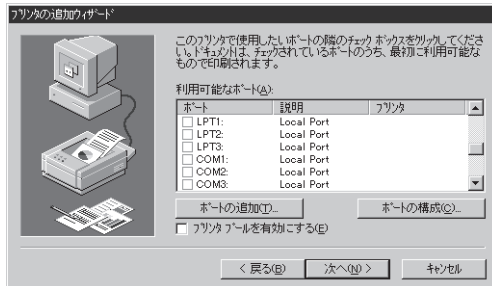 プリンタの追加ウィザード
このプリンタで使用したいポートの隣のチェック ボックスをクリックしてくださ
い。ドキュメントは、チェックされているポートのうち、最初に利用可能な
もので印刷されます。
利用可能なポート(A):
ポート 説明 プリンタ
LPT1: Local Port
LPT2: Local Port
LPT3: Local Port
COM1: Local Port
COM2: Local Port
COM3: Local Port
ポートの追加(T)... ポートの構成(C)...
プリンタ プールを有効にする(E)
< 戻る(B) 次へ(N) > キャンセル